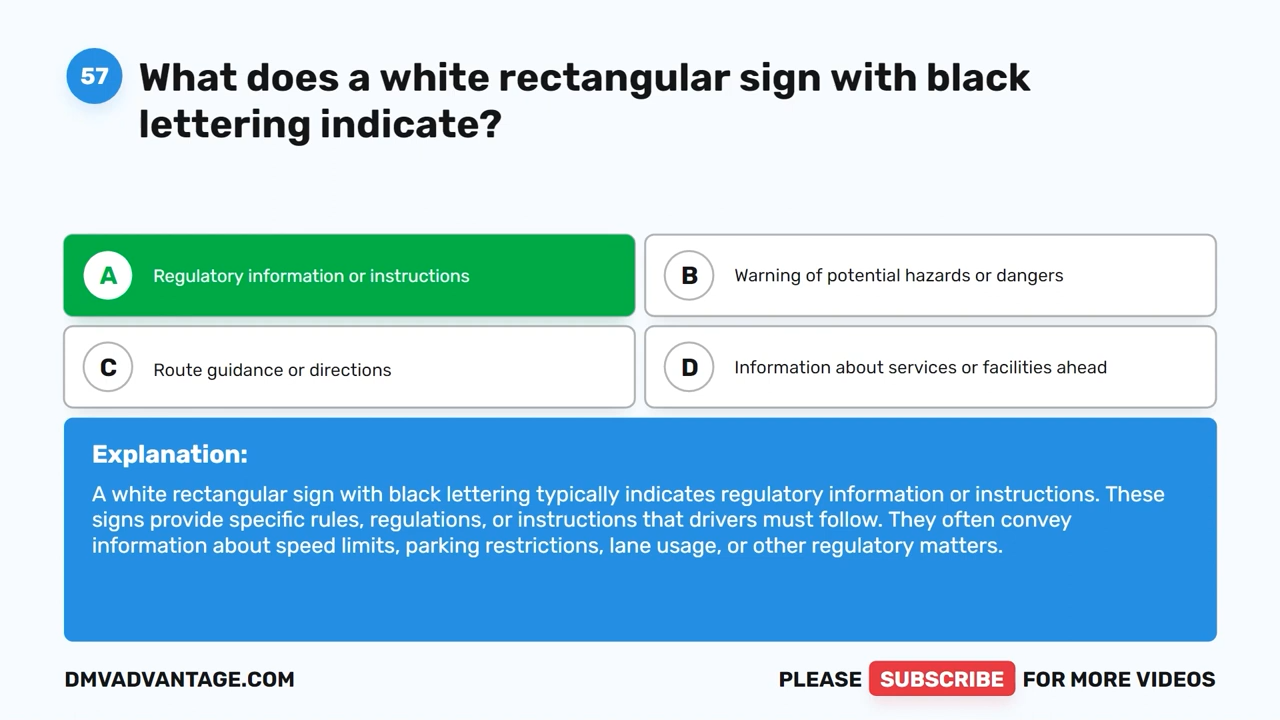 57
What does a white rectangular sign with black
lettering indicate?
A Regulatory information or instructions
B Warning of potential hazards or dangers
C Route guidance or directions
D Information about services or facilities ahead
Explanation:
A white rectangular sign with black lettering typically indicates regulatory information or instructions. These
signs provide specific rules, regulations, or instructions that drivers must follow. They often convey
information about speed limits, parking restrictions, lane usage, or other regulatory matters.
DMVADVANTAGE.COM
PLEASE SUBSCRIBE FOR MORE VIDEOS